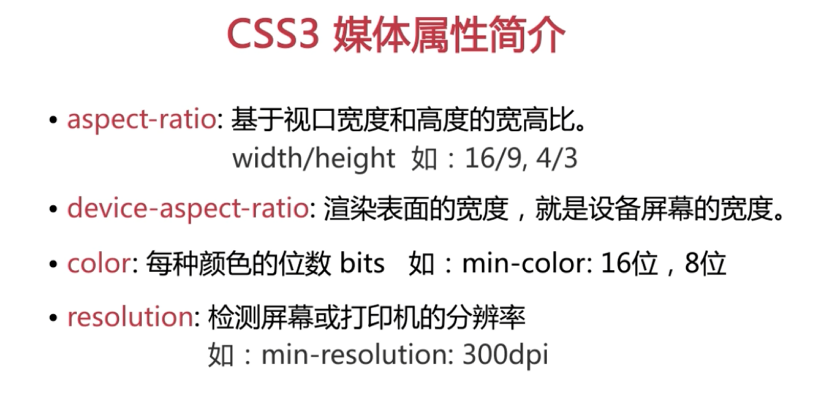 CSS3 媒体属性简介
• aspect-ratio: 基于视口宽度和高度的宽高比。
width/height 如：16/9, 4/3
• device-aspect-ratio: 渲染表面的宽度，就是设备屏幕的宽度。
• color: 每种颜色的位数 bits 如：min-color: 16位，8位
• resolution: 检测屏幕或打印机的分辨率
如：min-resolution: 300dpi